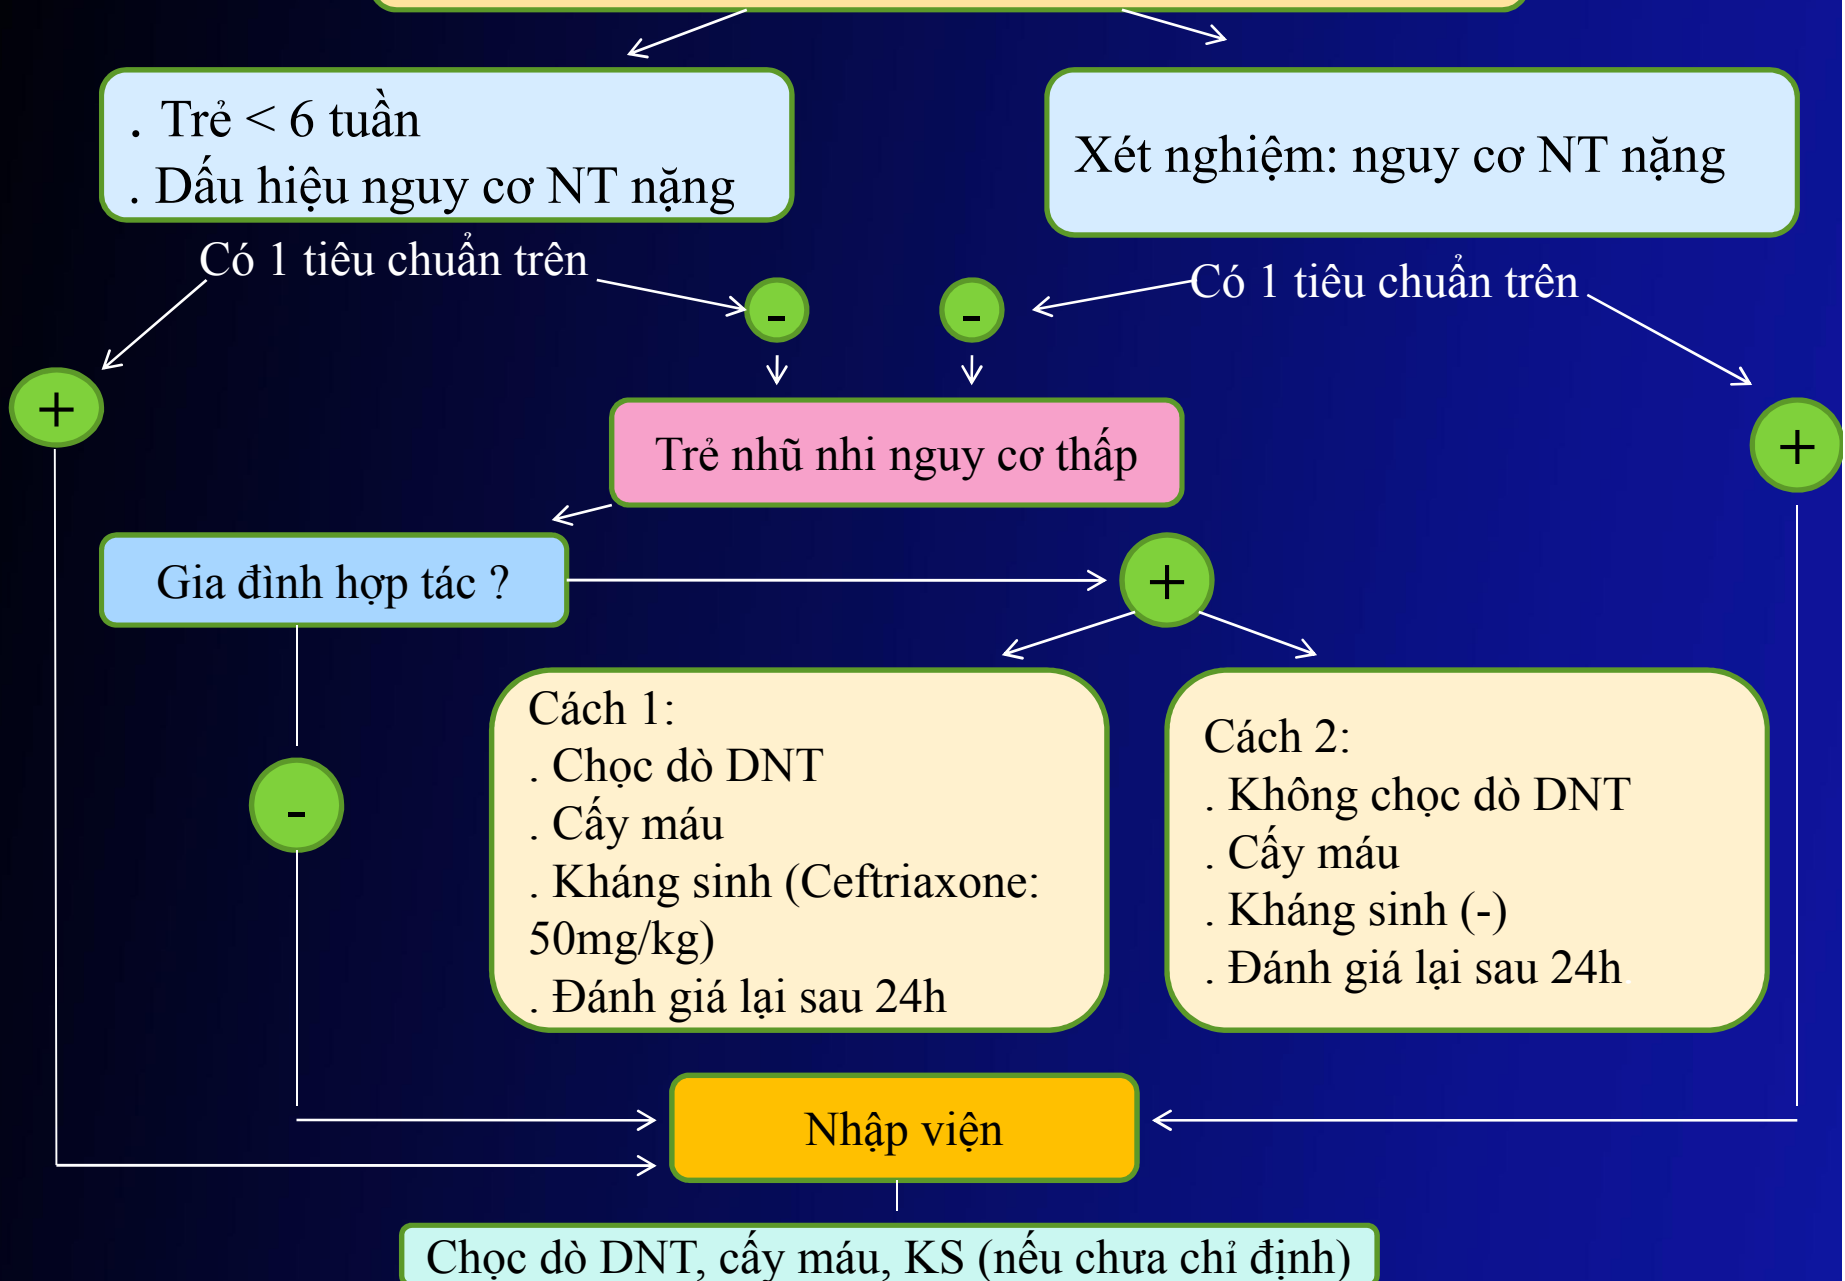 . Trẻ < 6 tuần
. Dấu hiệu nguy cơ NT nặng
Xét nghiệm: nguy cơ NT nặng
Có 1 tiêu chuẩn trên
Có 1 tiêu chuẩn trên
-
-
+
+
Trẻ nhũ nhi nguy cơ thấp
Gia đình hợp tác ?
+
-
Cách 1:
. Chọc dò DNT
. Cấy máu
. Kháng sinh (Ceftriaxone:
50mg/kg)
. Đánh giá lại sau 24h
Cách 2:
. Không chọc dò DNT
. Cấy máu
. Kháng sinh (-)
. Đánh giá lại sau 24h.
Nhập viện
Chọc dò DNT, cấy máu, KS (nếu chưa chỉ định)